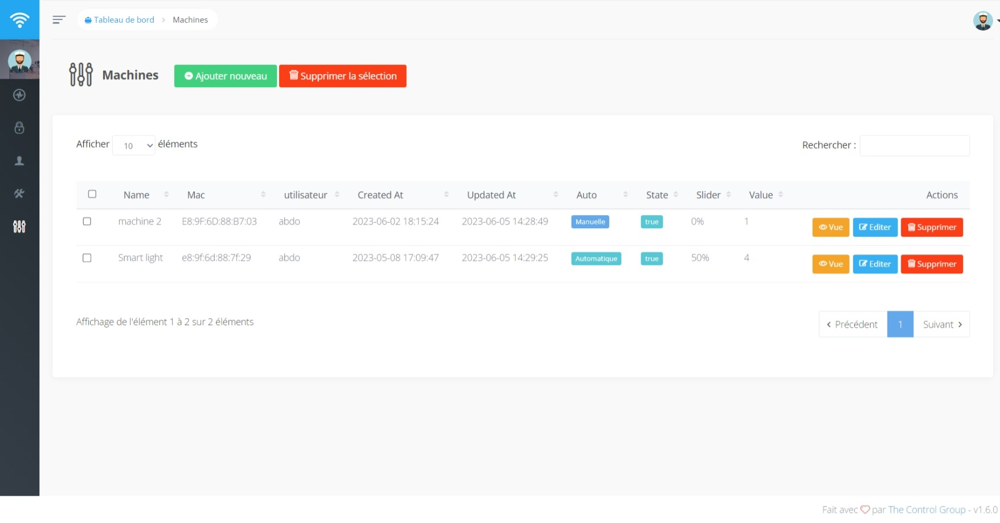 Tableau de bord > Machines
Machines Ajouter nouveau Supprimer la sélection
Afficher 10 éléments Rechercher :
Name Mac utilisateur Created At Updated At Auto State Slider Value Actions
machine 2 E8:9F:6D:88:B7:03 abdo 2023-06-02 18:15:24 2023-06-05 14:28:49 Manuelle true 0% 1 Vue Editer Supprimer
Smart light e8:9f:6d:88:7f:29 abdo 2023-05-08 17:09:47 2023-06-05 14:29:25 Automatique true 50% 4 Vue Editer Supprimer
Affichage de l'élément 1 à 2 sur 2 éléments ‹ Précédent 1 Suivant ›
Fait avec ♡ par The Control Group - v1.6.0